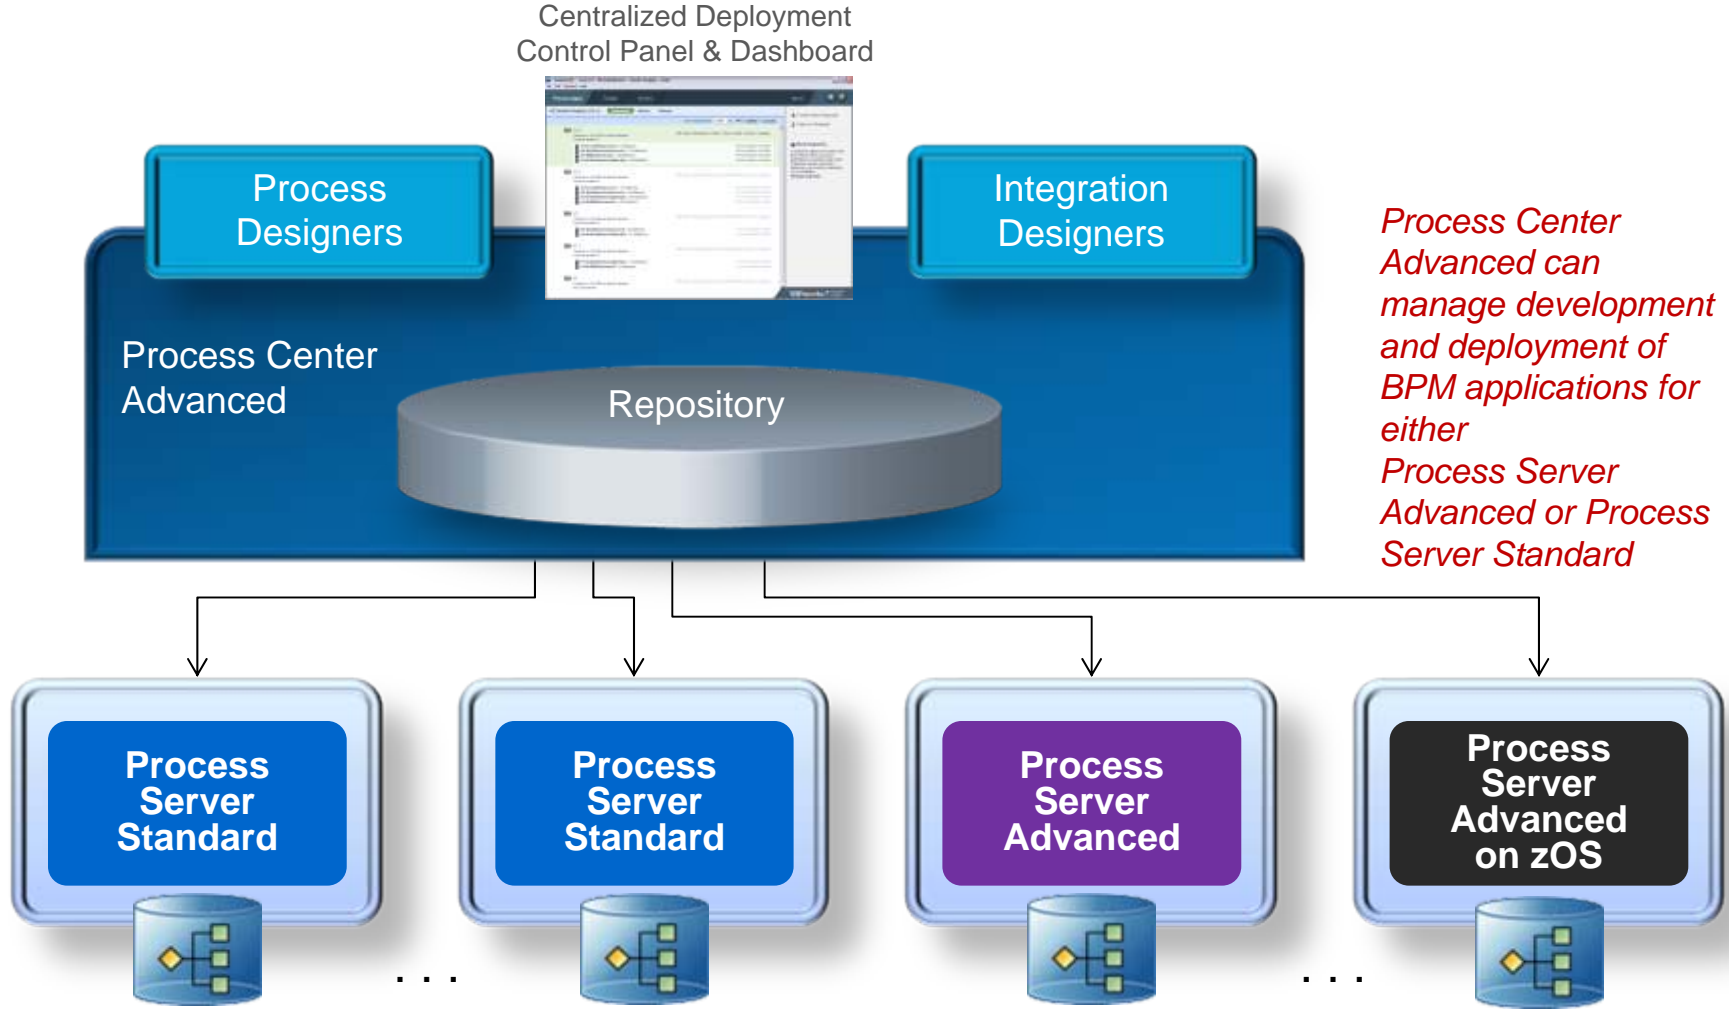 Centralized Deployment
Control Panel & Dashboard
Process
Designers
Integration
Designers
Process Center
Advanced
Repository
Process Center
Advanced can
manage development
and deployment of
BPM applications for
either
Process Server
Advanced or Process
Server Standard
Process
Server
Standard
Process
Server
Standard
Process
Server
Advanced
Process
Server
Advanced
on zOS
. . .
. . .